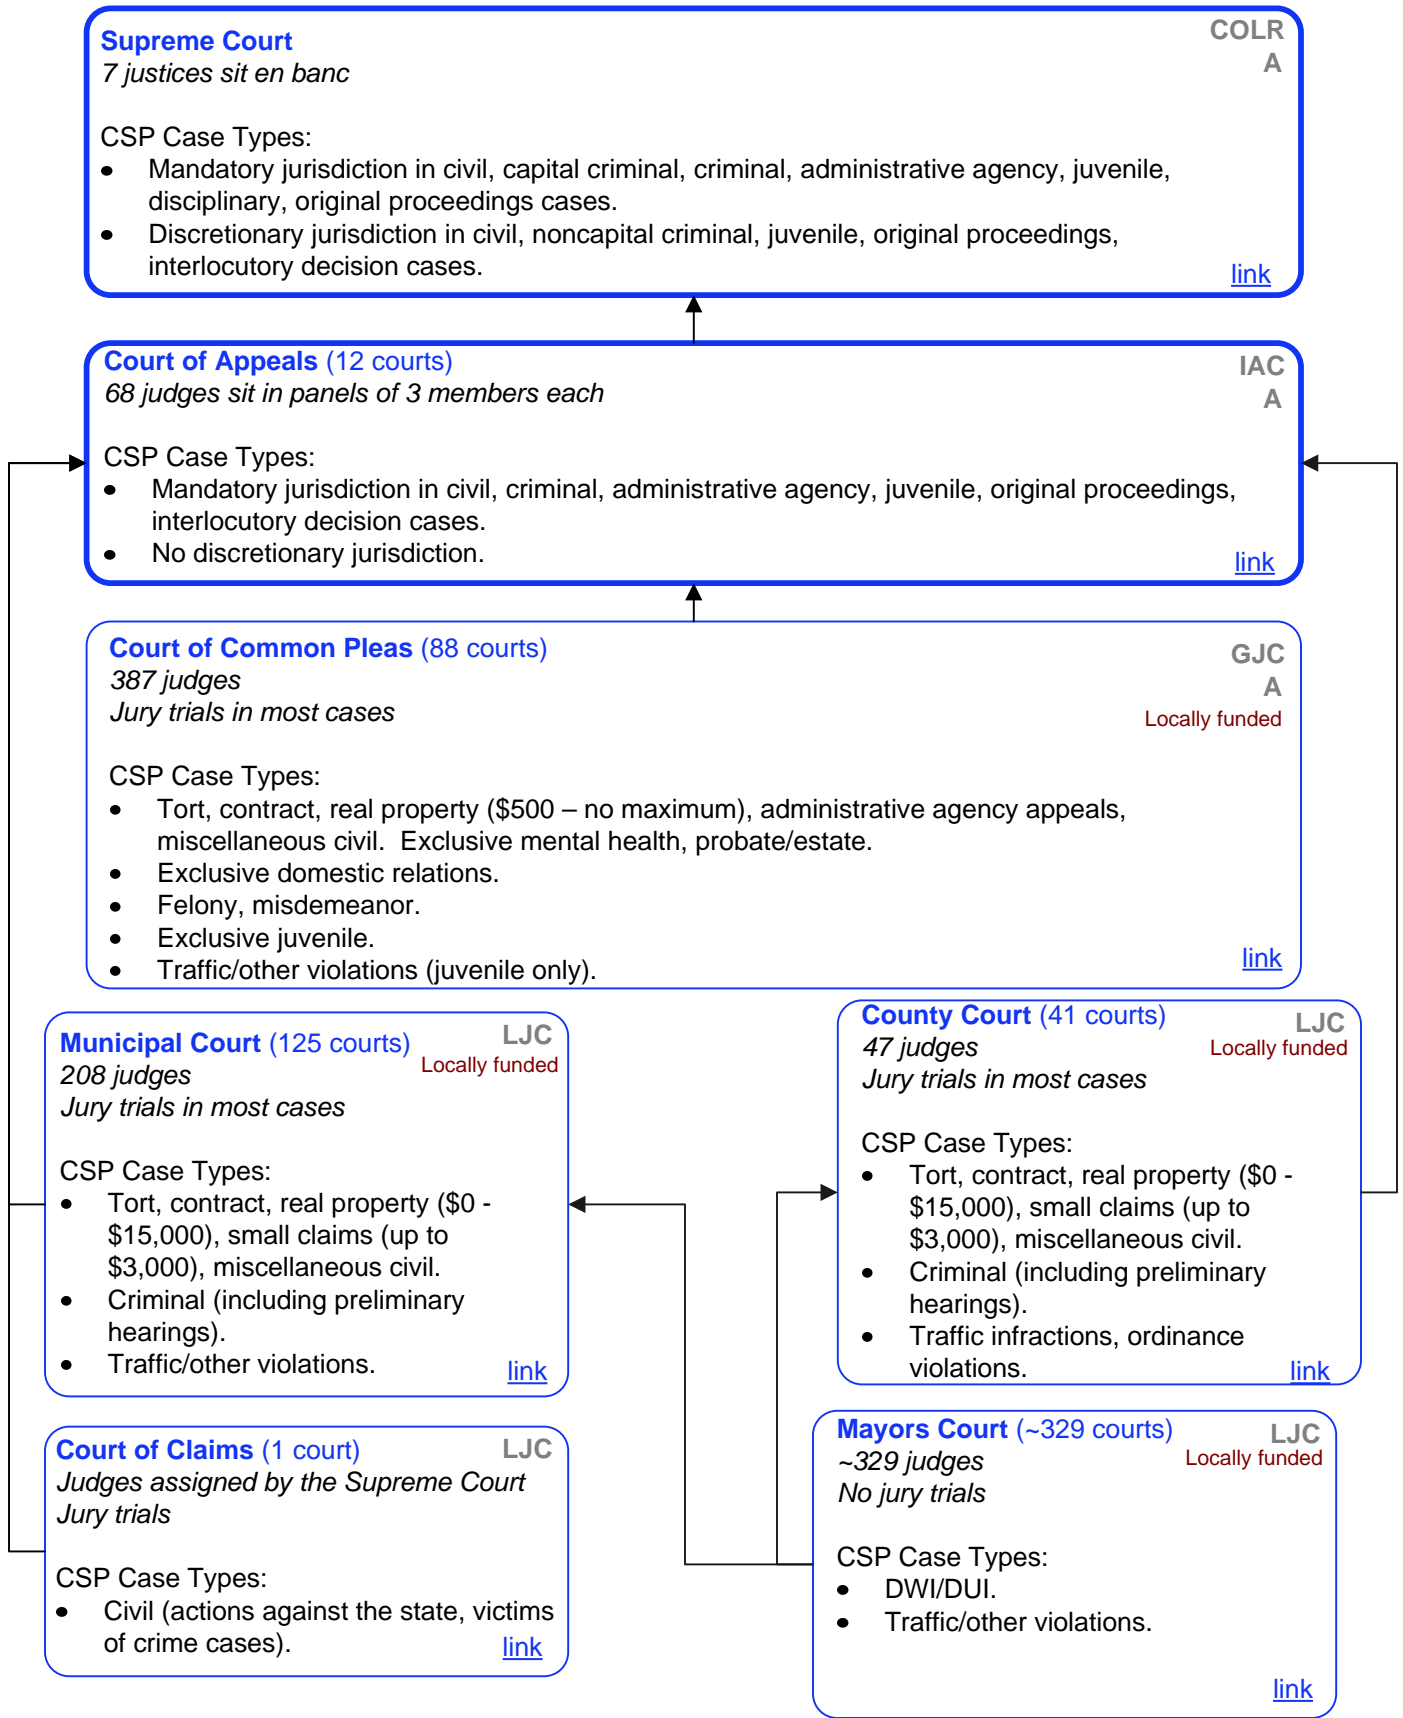 Supreme Court
COLR
7 justices sit en banc
A
CSP Case Types:
• Mandatory jurisdiction in civil, capital criminal, criminal, administrative agency, juvenile,
disciplinary, original proceedings cases.
• Discretionary jurisdiction in civil, noncapital criminal, juvenile, original proceedings,
interlocutory decision cases.
link
Court of Appeals (12 courts)
IAC
68 judges sit in panels of 3 members each
A
CSP Case Types:
• Mandatory jurisdiction in civil, criminal, administrative agency, juvenile, original proceedings,
interlocutory decision cases.
• No discretionary jurisdiction.
link
Court of Common Pleas (88 courts)
GJC
387 judges
A
Jury trials in most cases
Locally funded
CSP Case Types:
• Tort, contract, real property ($500 – no maximum), administrative agency appeals,
miscellaneous civil. Exclusive mental health, probate/estate.
• Exclusive domestic relations.
• Felony, misdemeanor.
• Exclusive juvenile.
• Traffic/other violations (juvenile only).
link
Municipal Court (125 courts)
LJC
Locally funded
208 judges
Jury trials in most cases
CSP Case Types:
• Tort, contract, real property ($0 -
$15,000), small claims (up to
$3,000), miscellaneous civil.
• Criminal (including preliminary
hearings).
• Traffic/other violations.
link
County Court (41 courts)
LJC
47 judges
Locally funded
Jury trials in most cases
CSP Case Types:
• Tort, contract, real property ($0 -
$15,000), small claims (up to
$3,000), miscellaneous civil.
• Criminal (including preliminary
hearings).
• Traffic infractions, ordinance
violations.
link
Court of Claims (1 court)
LJC
Judges assigned by the Supreme Court
Jury trials
CSP Case Types:
• Civil (actions against the state, victims
of crime cases).
link
Mayors Court (~329 courts)
LJC
~329 judges
Locally funded
No jury trials
CSP Case Types:
• DWI/DUI.
• Traffic/other violations.
link